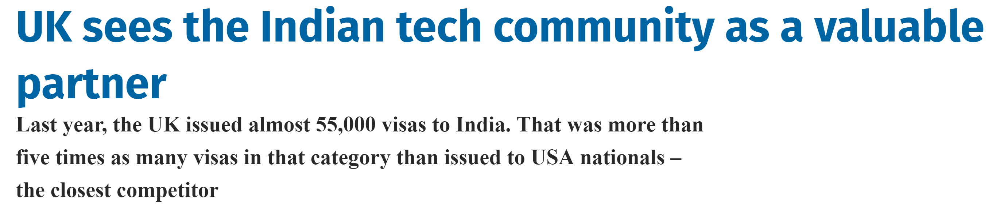 UK sees the Indian tech community as a valuable
partner
Last year, the UK issued almost 55,000 visas to India. That was more than
five times as many visas in that category than issued to USA nationals –
the closest competitor